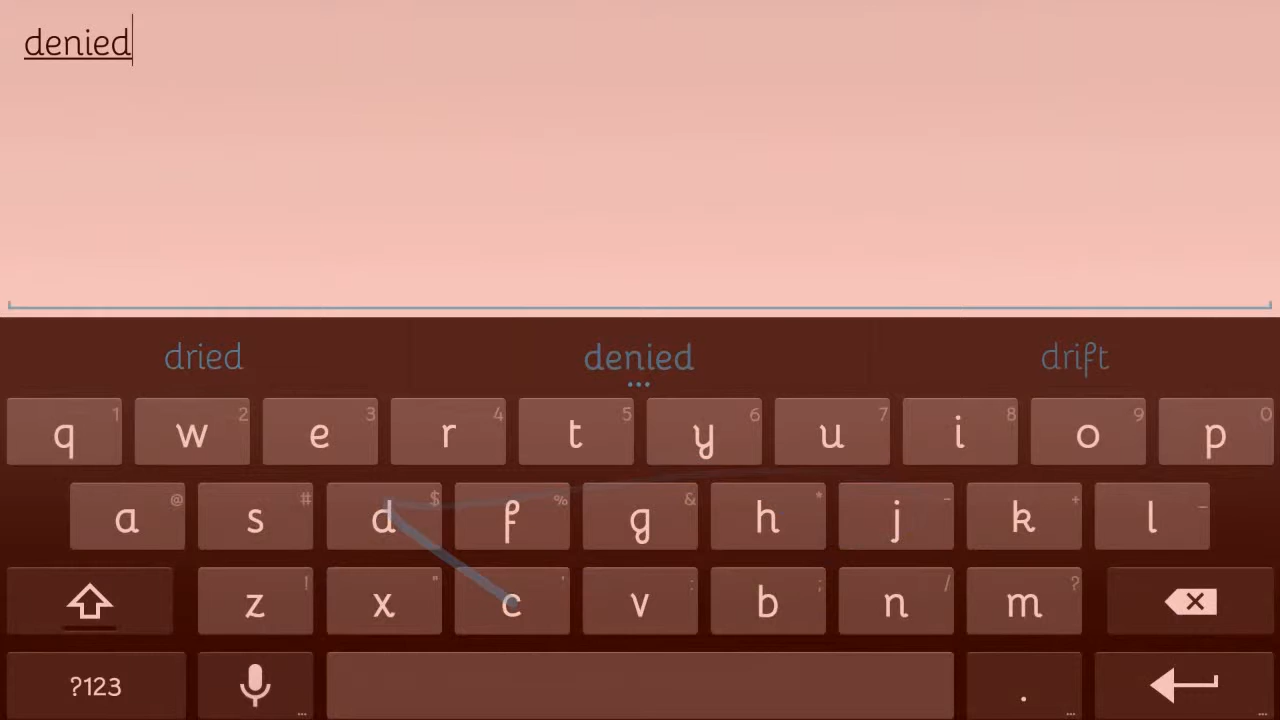 denied
dried denied drift
q 1 w 2 e 3 r 4 t 5 y 6 u 7 i 8 o 9 p 0
a @ s # d $ f % g & h * j - k + l _
z ! x " c ' v : b ; n / m ?
?123 .